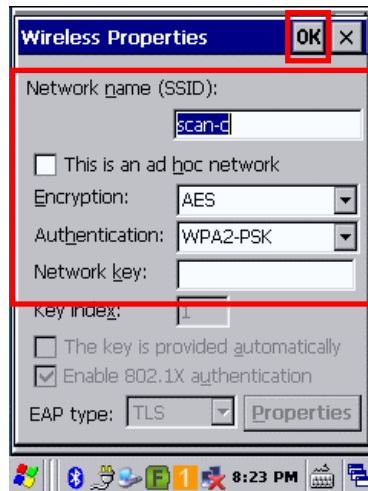 Wireless Properties OK ×
Network name (SSID):
scan-c
This is an ad hoc network
Encryption: AES
Authentication: WPA2-PSK
Network key:
Key index: 1
The key is provided automatically
Enable 802.1X authentication
EAP type: TLS Properties
F 1 8:23 PM